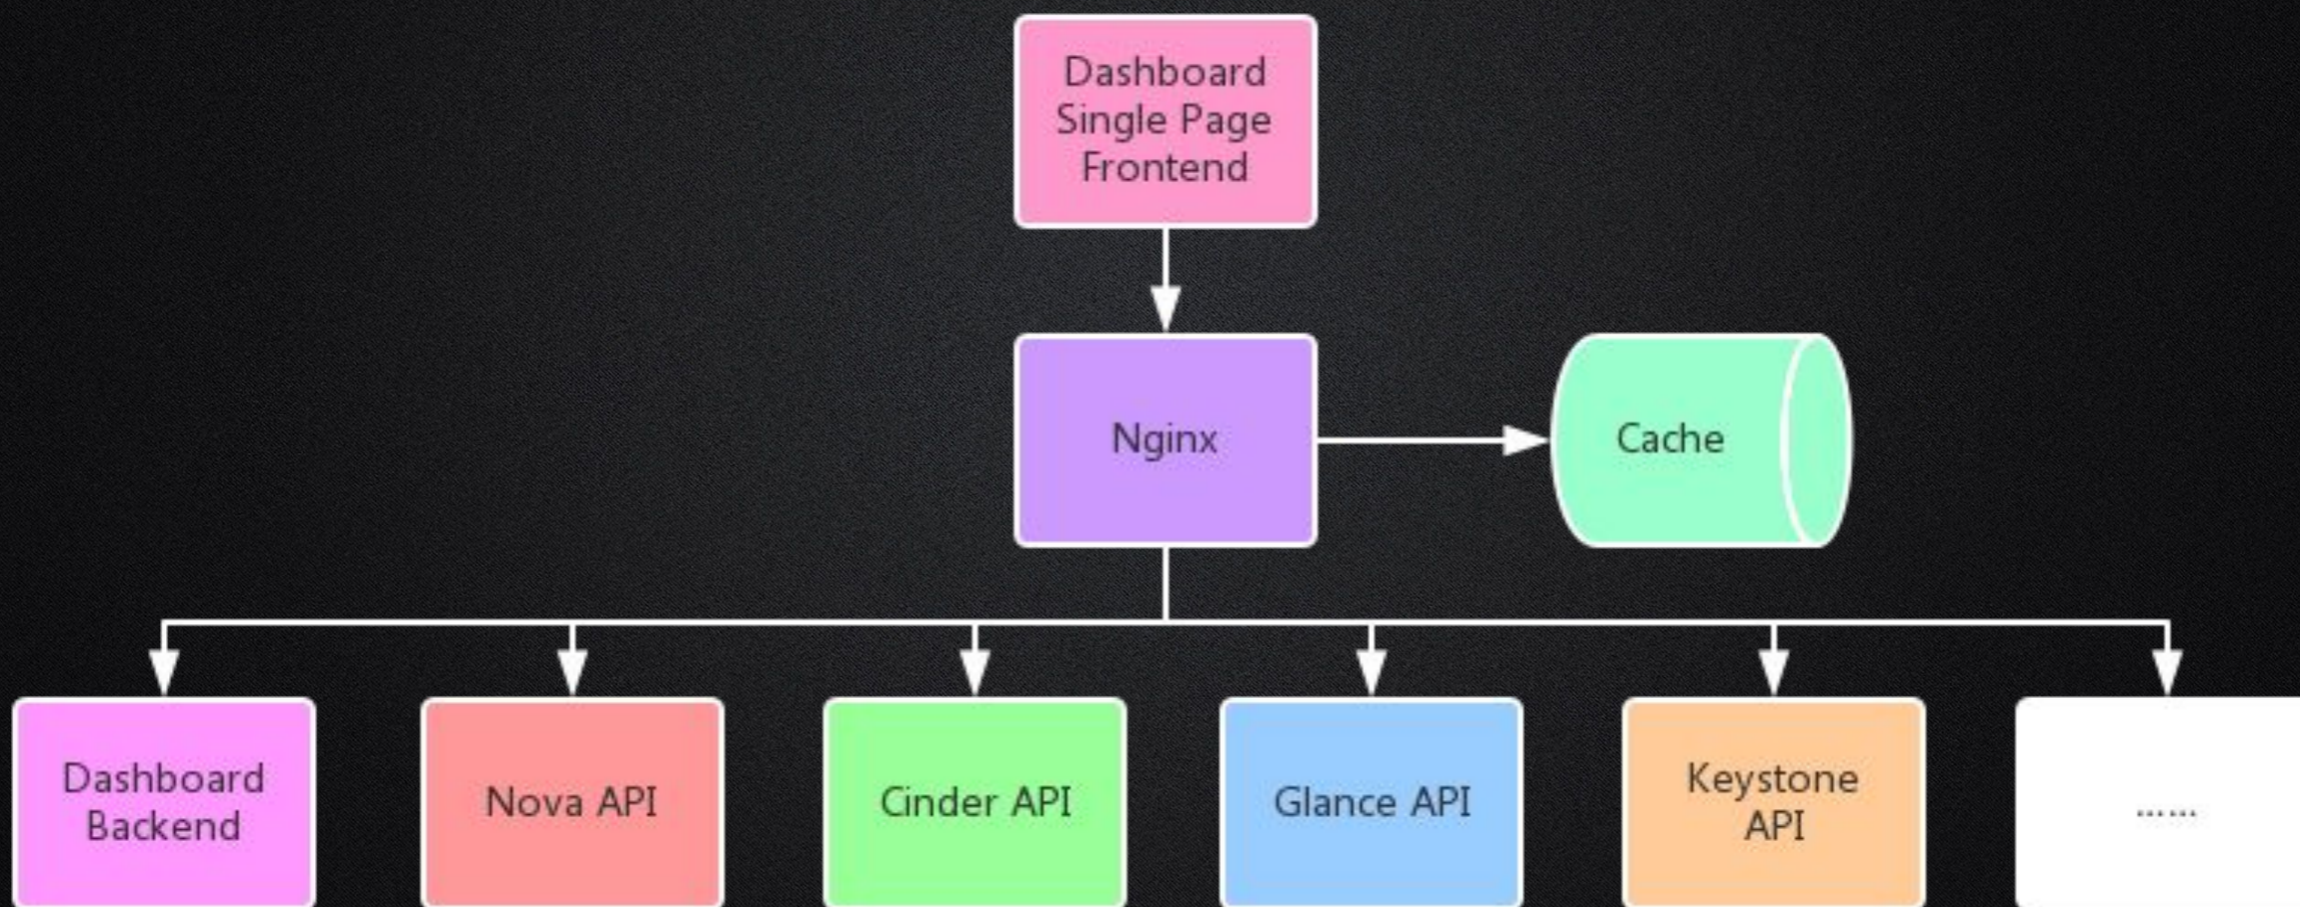 Dashboard
Single Page
Frontend
Nginx
Cache
Dashboard
Backend
Nova API
Cinder API
Glance API
Keystone
API
……